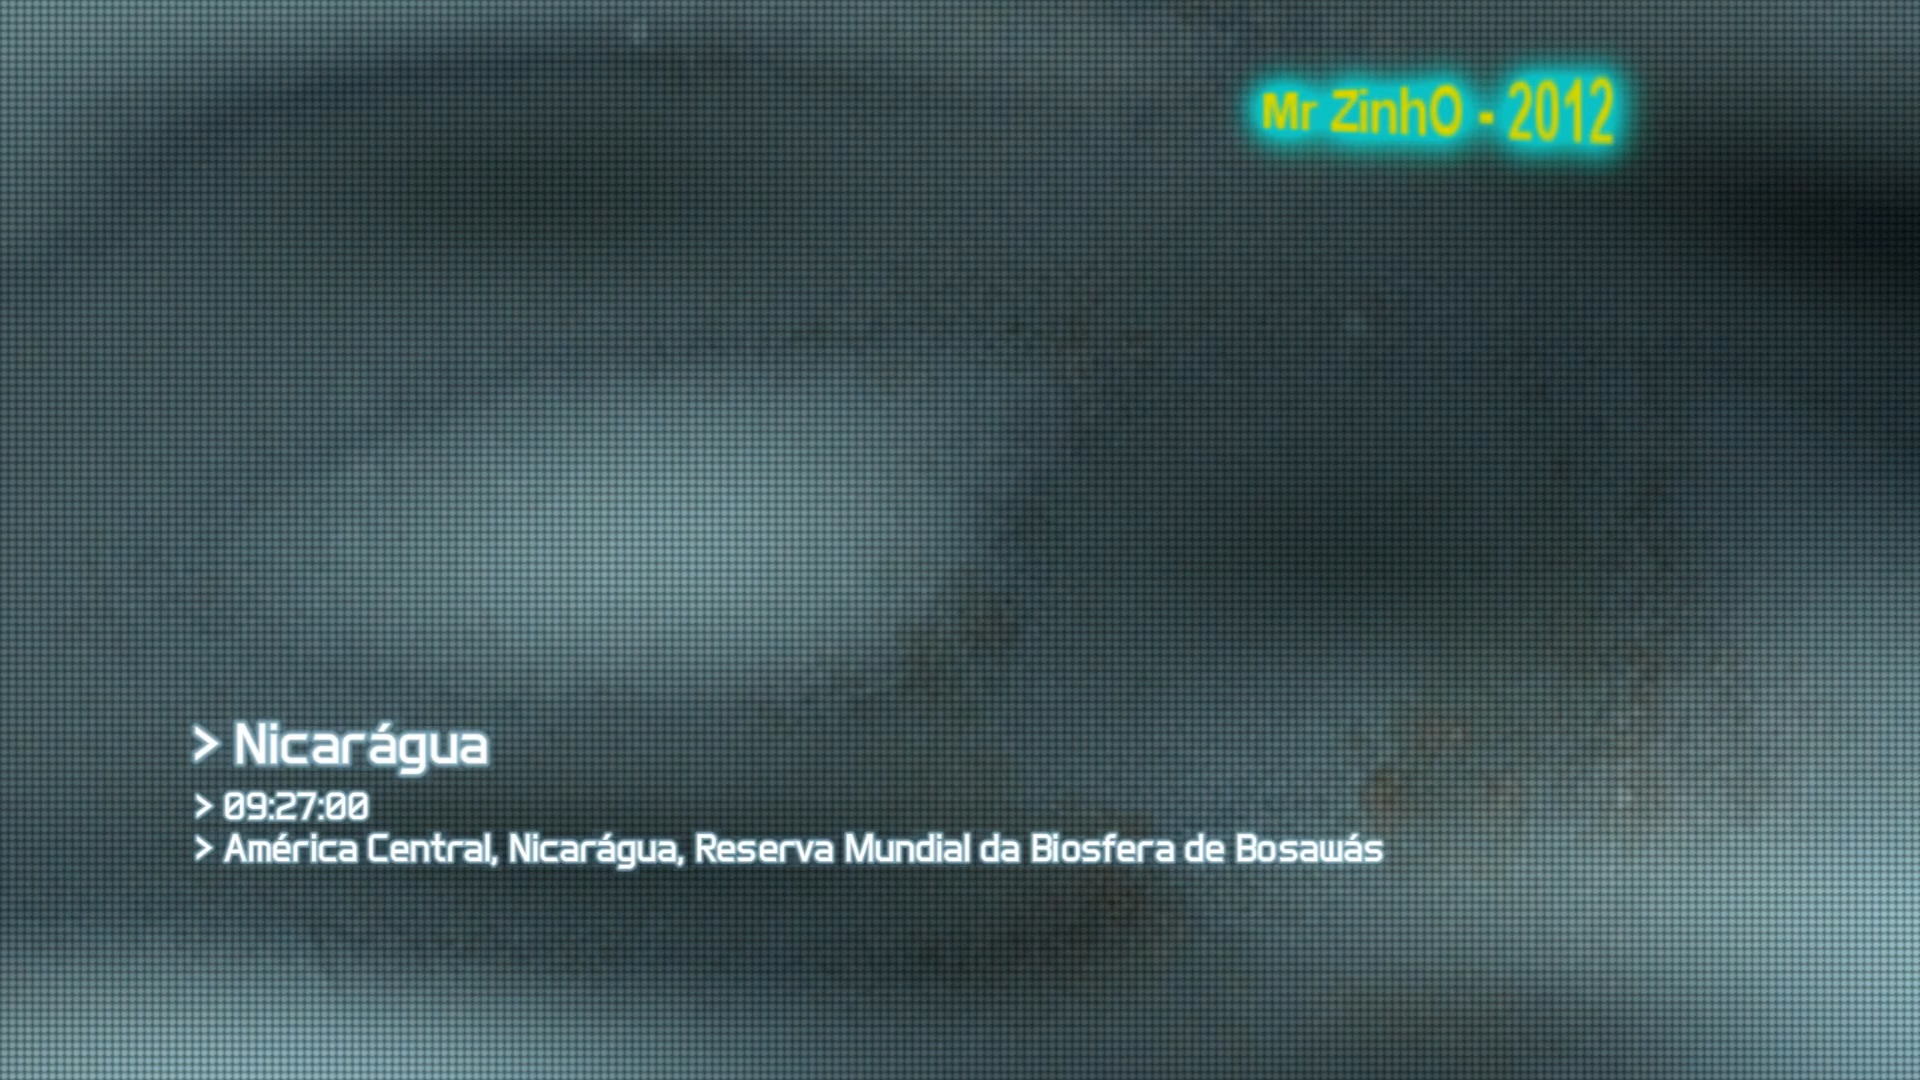 Mr ZinhO - 2012
> Nicarágua
> 09:27:00
> América Central, Nicarágua, Reserva Mundial da Biosfera de Bosawás